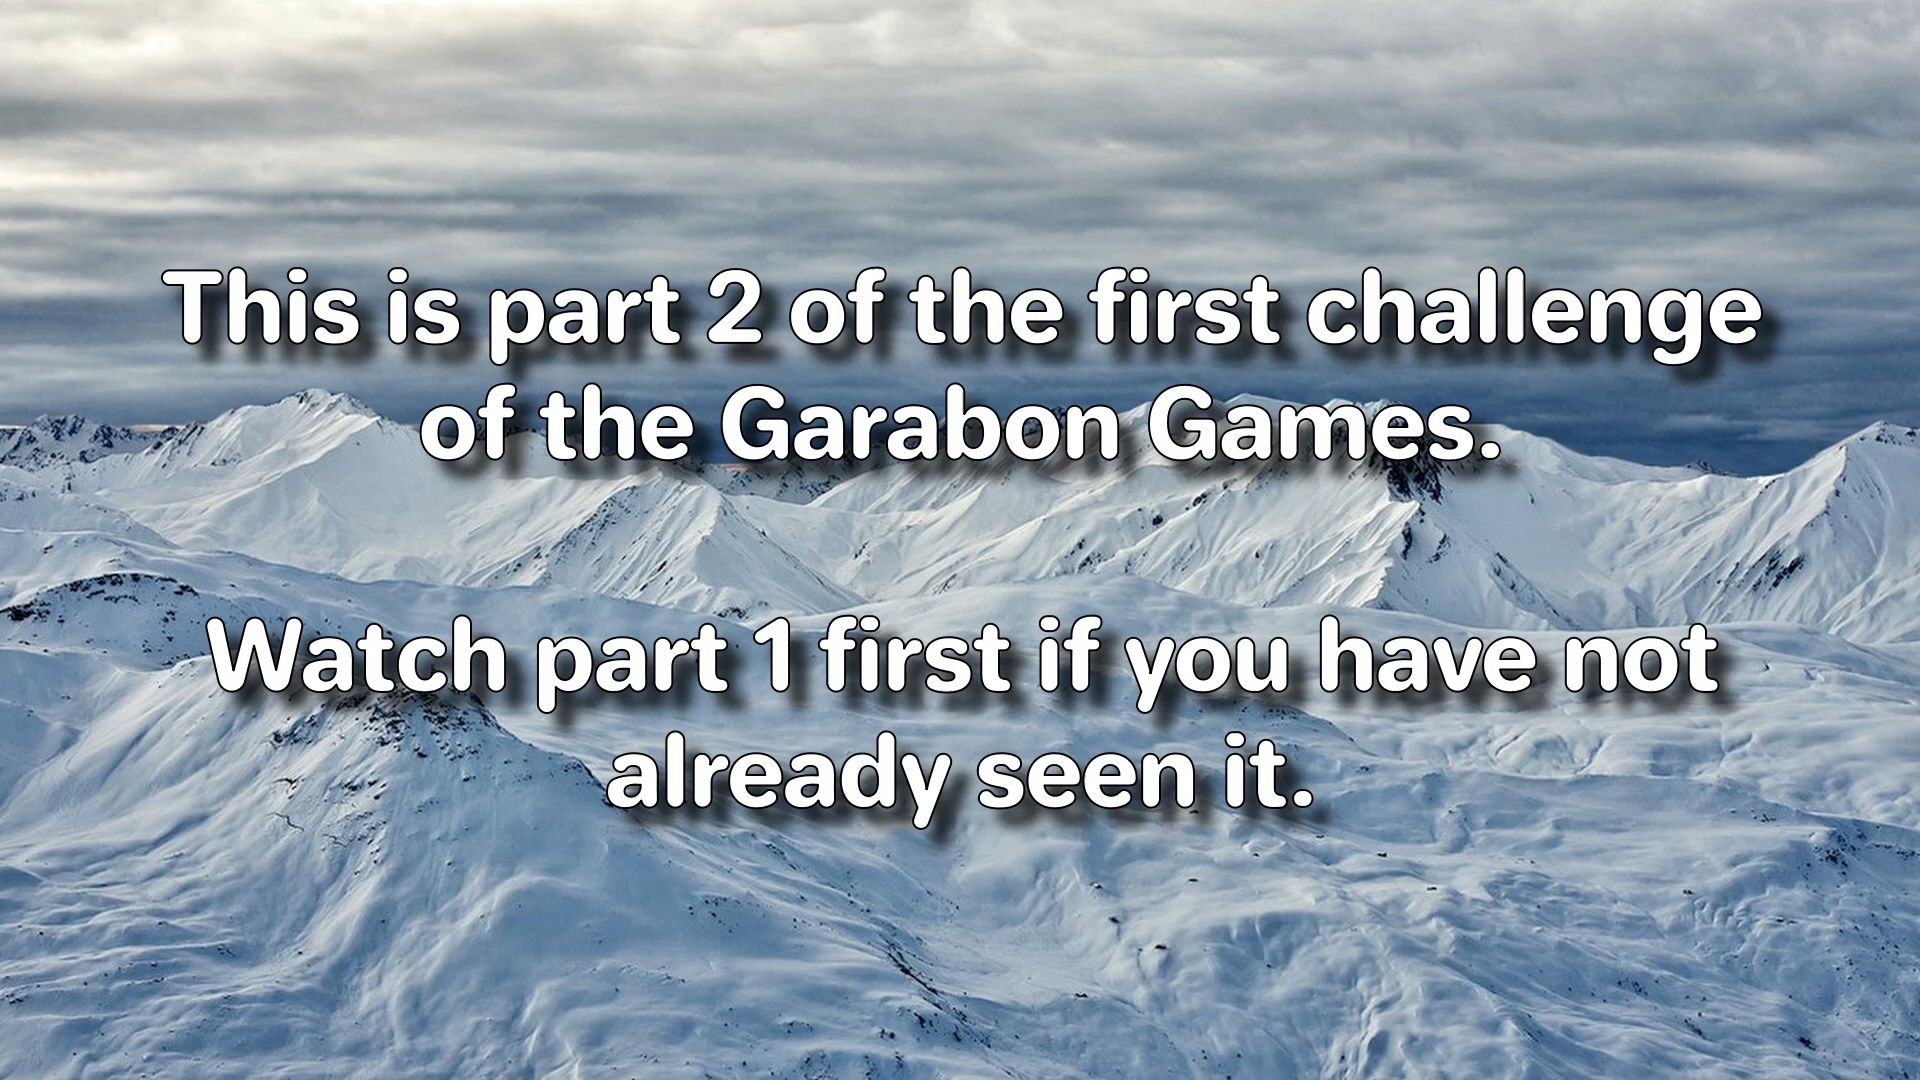 This is part 2 of the first challenge
of the Garabon Games.
Watch part 1 first if you have not
already seen it.